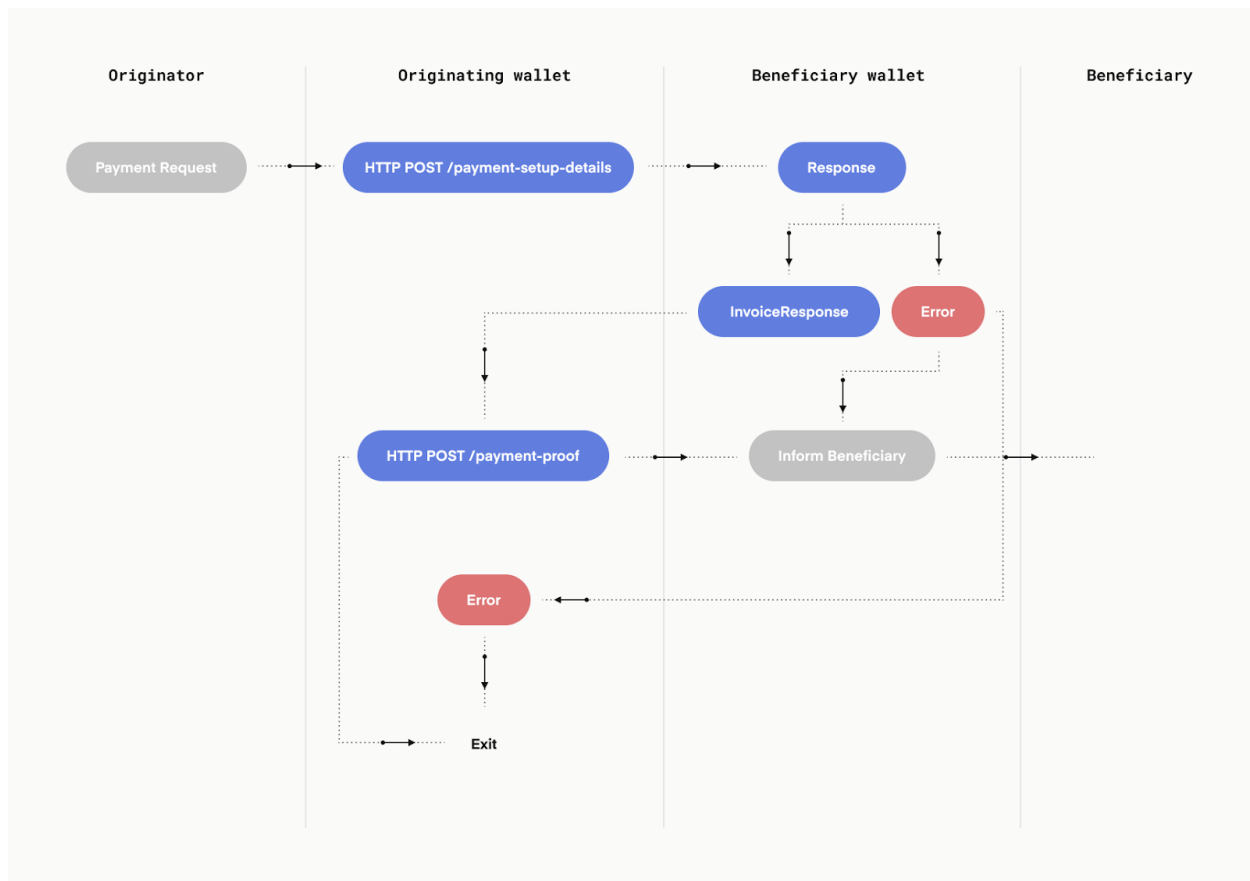 Originator
Originating wallet
Beneficiary wallet
Beneficiary
Payment Request
HTTP POST /payment-setup-details
Response
InvoiceResponse
Error
HTTP POST /payment-proof
Inform Beneficiary
Error
Exit